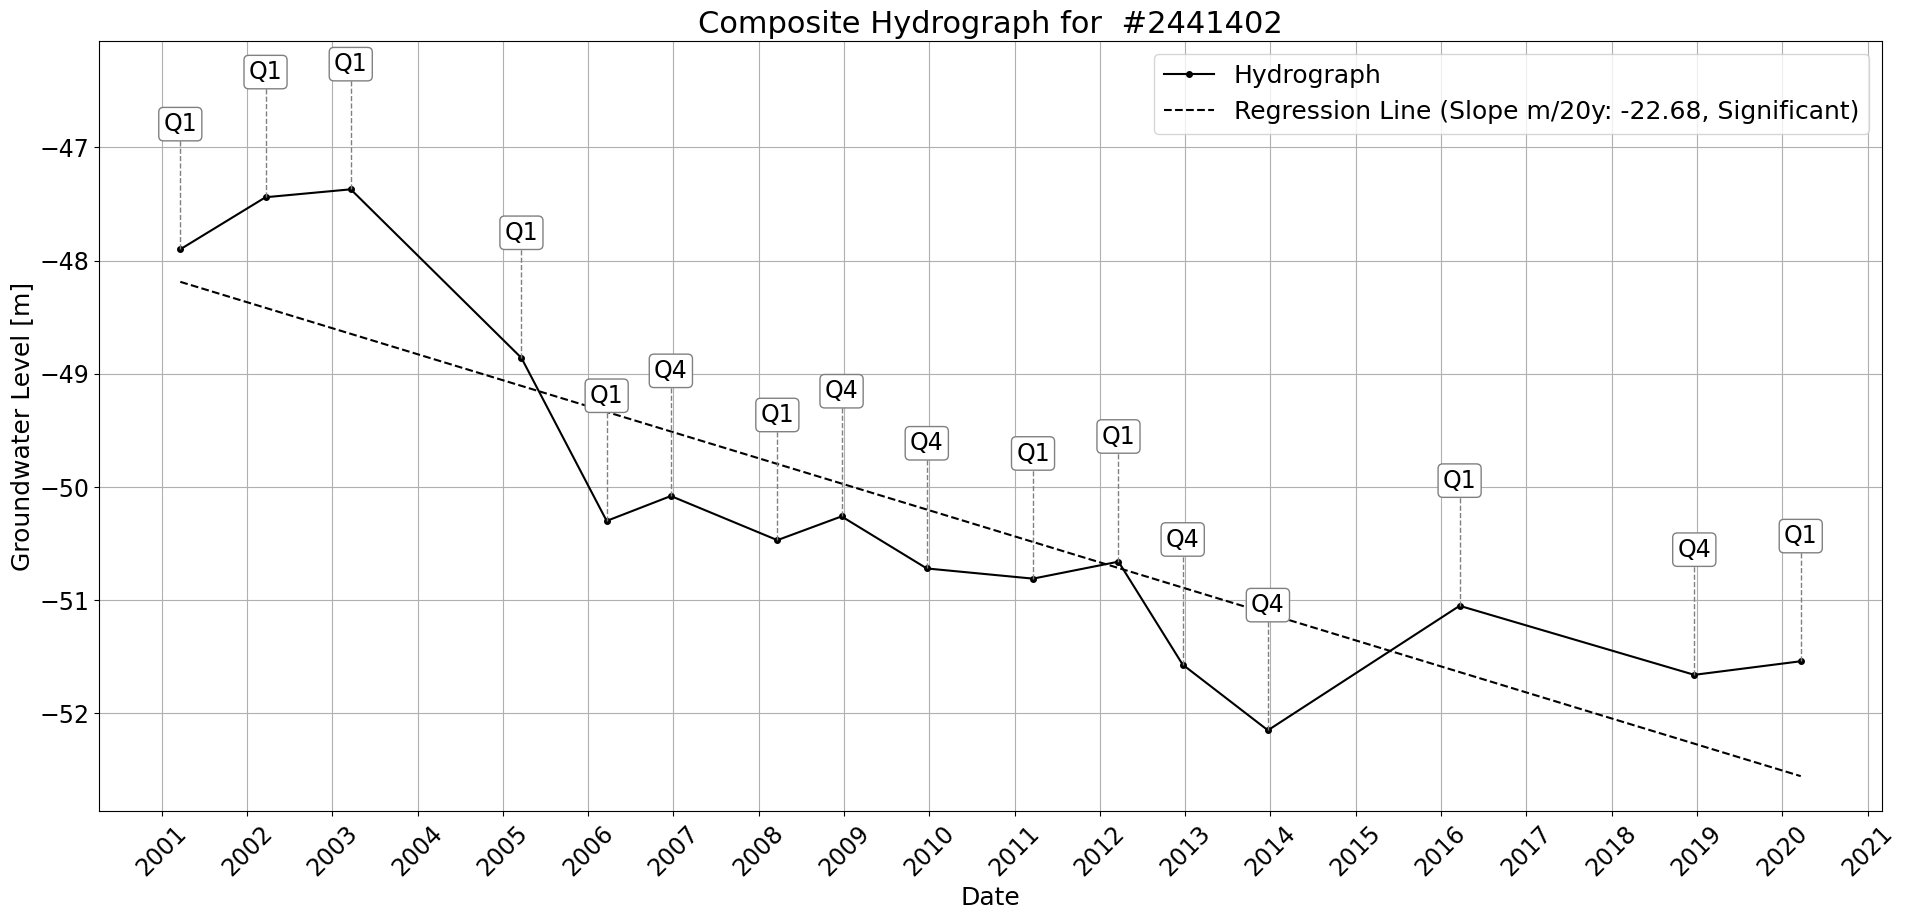 Composite Hydrograph for  #2441402
Hydrograph
Regression Line (Slope m/20y: -22.68, Significant)
Q1
Q1
Q1
Q1
Q1
Q4
Q1
Q4
Q4
Q1
Q1
Q4
Q4
Q1
Q4
Q1
Groundwater Level [m]
−47
−48
−49
−50
−51
−52
2001
2002
2003
2004
2005
2006
2007
2008
2009
2010
2011
2012
2013
2014
2015
2016
2017
2018
2019
2020
2021
Date